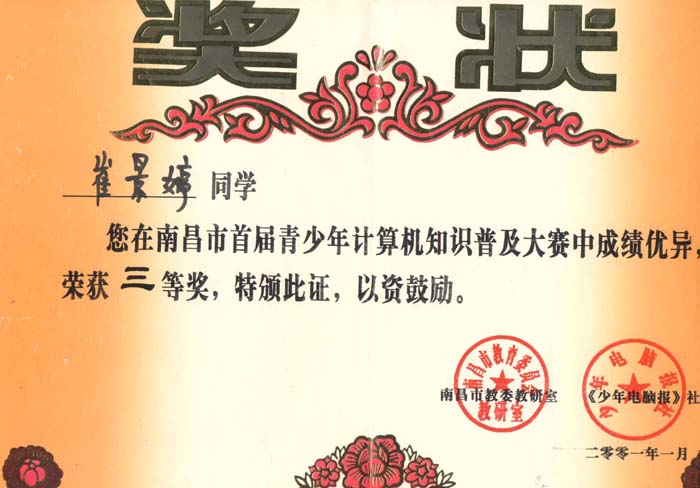 奖状
崔景婷 同学
您在南昌市首届青少年计算机知识普及大赛中成绩优异，
荣获 三 等奖，特颁此证，以资鼓励。
南昌市教育委员会
教研室
少年电脑报社
南昌市教委教研室 《少年电脑报》社
二零零一年一月